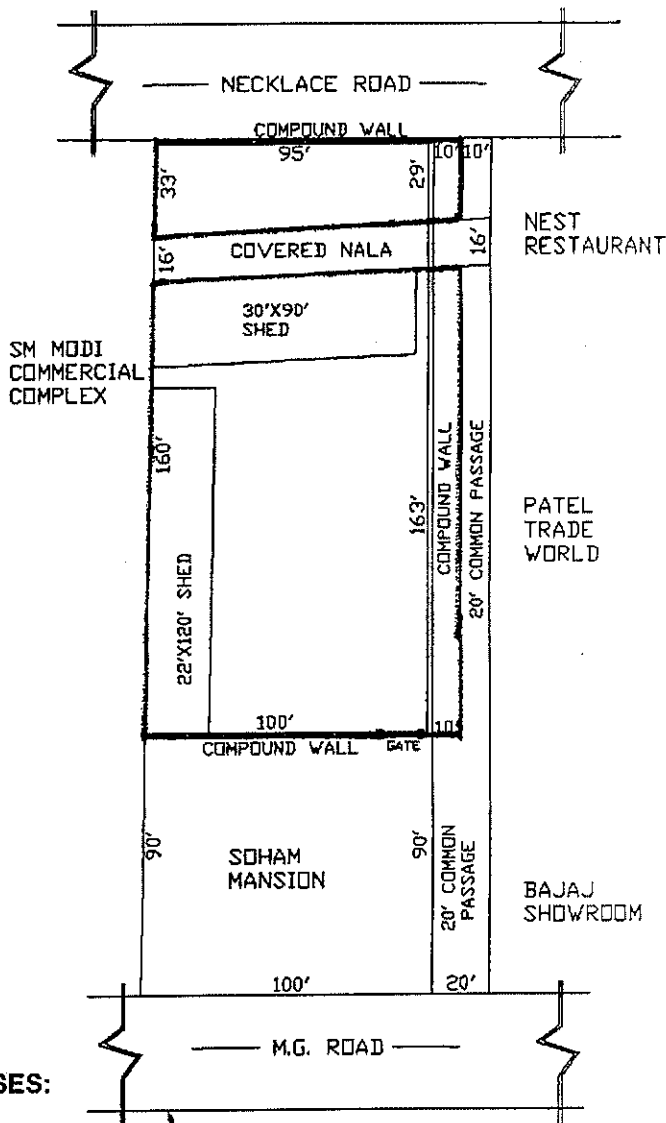 NECKLACE ROAD
COMPOUND WALL
95'
10'
10'
33'
29'
NEST
RESTAURANT
16'
COVERED NALA
16'
30'X90'
SHED
SM MODI
COMMERCIAL
COMPLEX
160'
163'
COMPOUND WALL
20' COMMON PASSAGE
PATEL
TRADE
WORLD
22'X120' SHED
100'
10'
COMPOUND WALL
GATE
90'
SOHAM
MANSION
90'
20' COMMON
PASSAGE
BAJAJ
SHOWROOM
100'
20'
M.G. ROAD
SES: